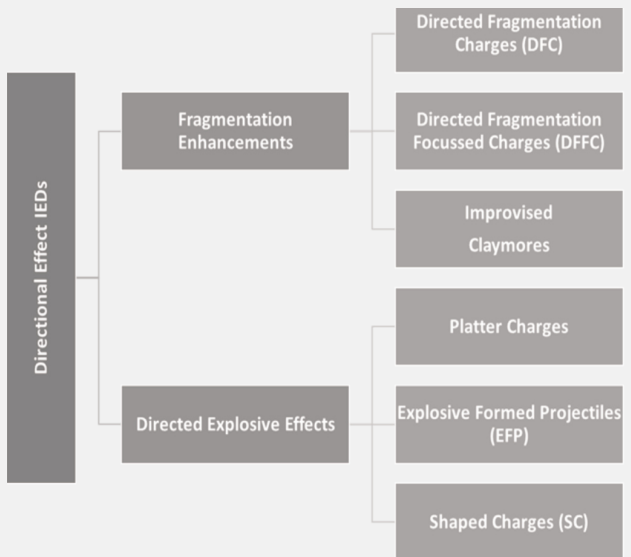 Directional Effect IEDs
Fragmentation
Enhancements
Directed Fragmentation
Charges (DFC)
Directed Fragmentation
Focussed Charges (DFFC)
Improvised
Claymores
Directed Explosive Effects
Platter Charges
Explosive Formed Projectiles
(EFP)
Shaped Charges (SC)